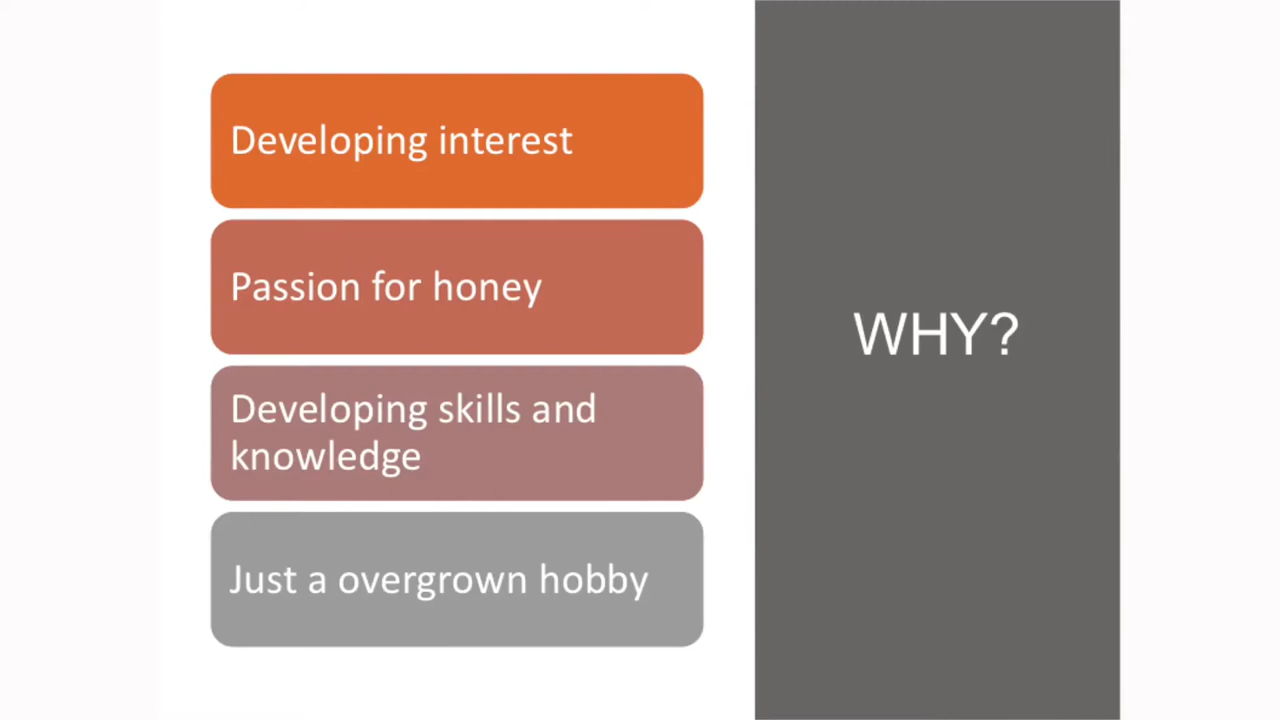 Developing interest
Passion for honey
Developing skills and
knowledge
Just a overgrown hobby
WHY?